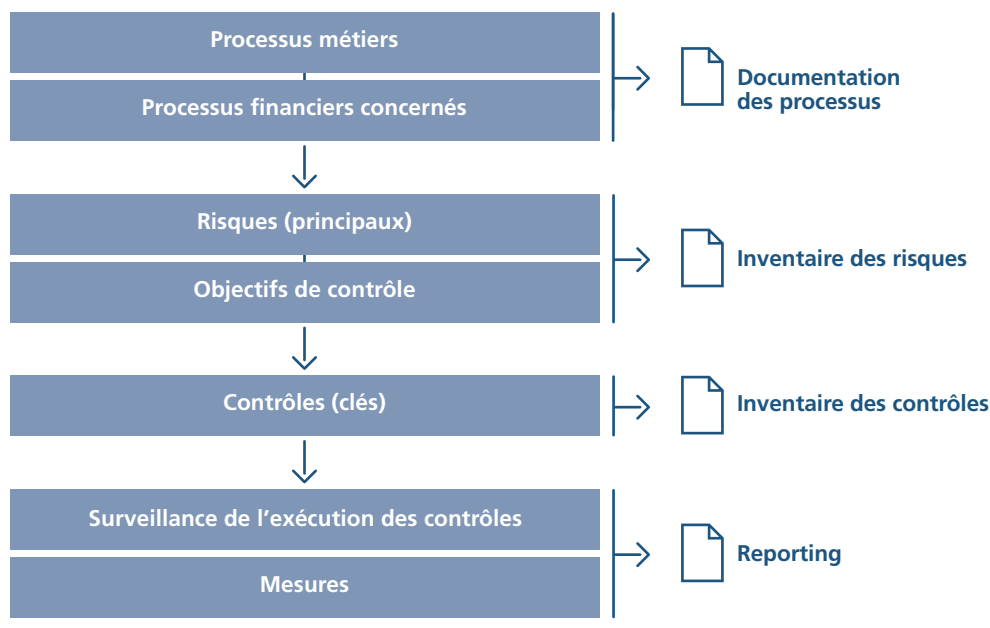 Processus métiers
Processus financiers concernés
Documentation
des processus
Risques (principaux)
Objectifs de contrôle
Inventaire des risques
Contrôles (clés)
Inventaire des contrôles
Surveillance de l’exécution des contrôles
Mesures
Reporting